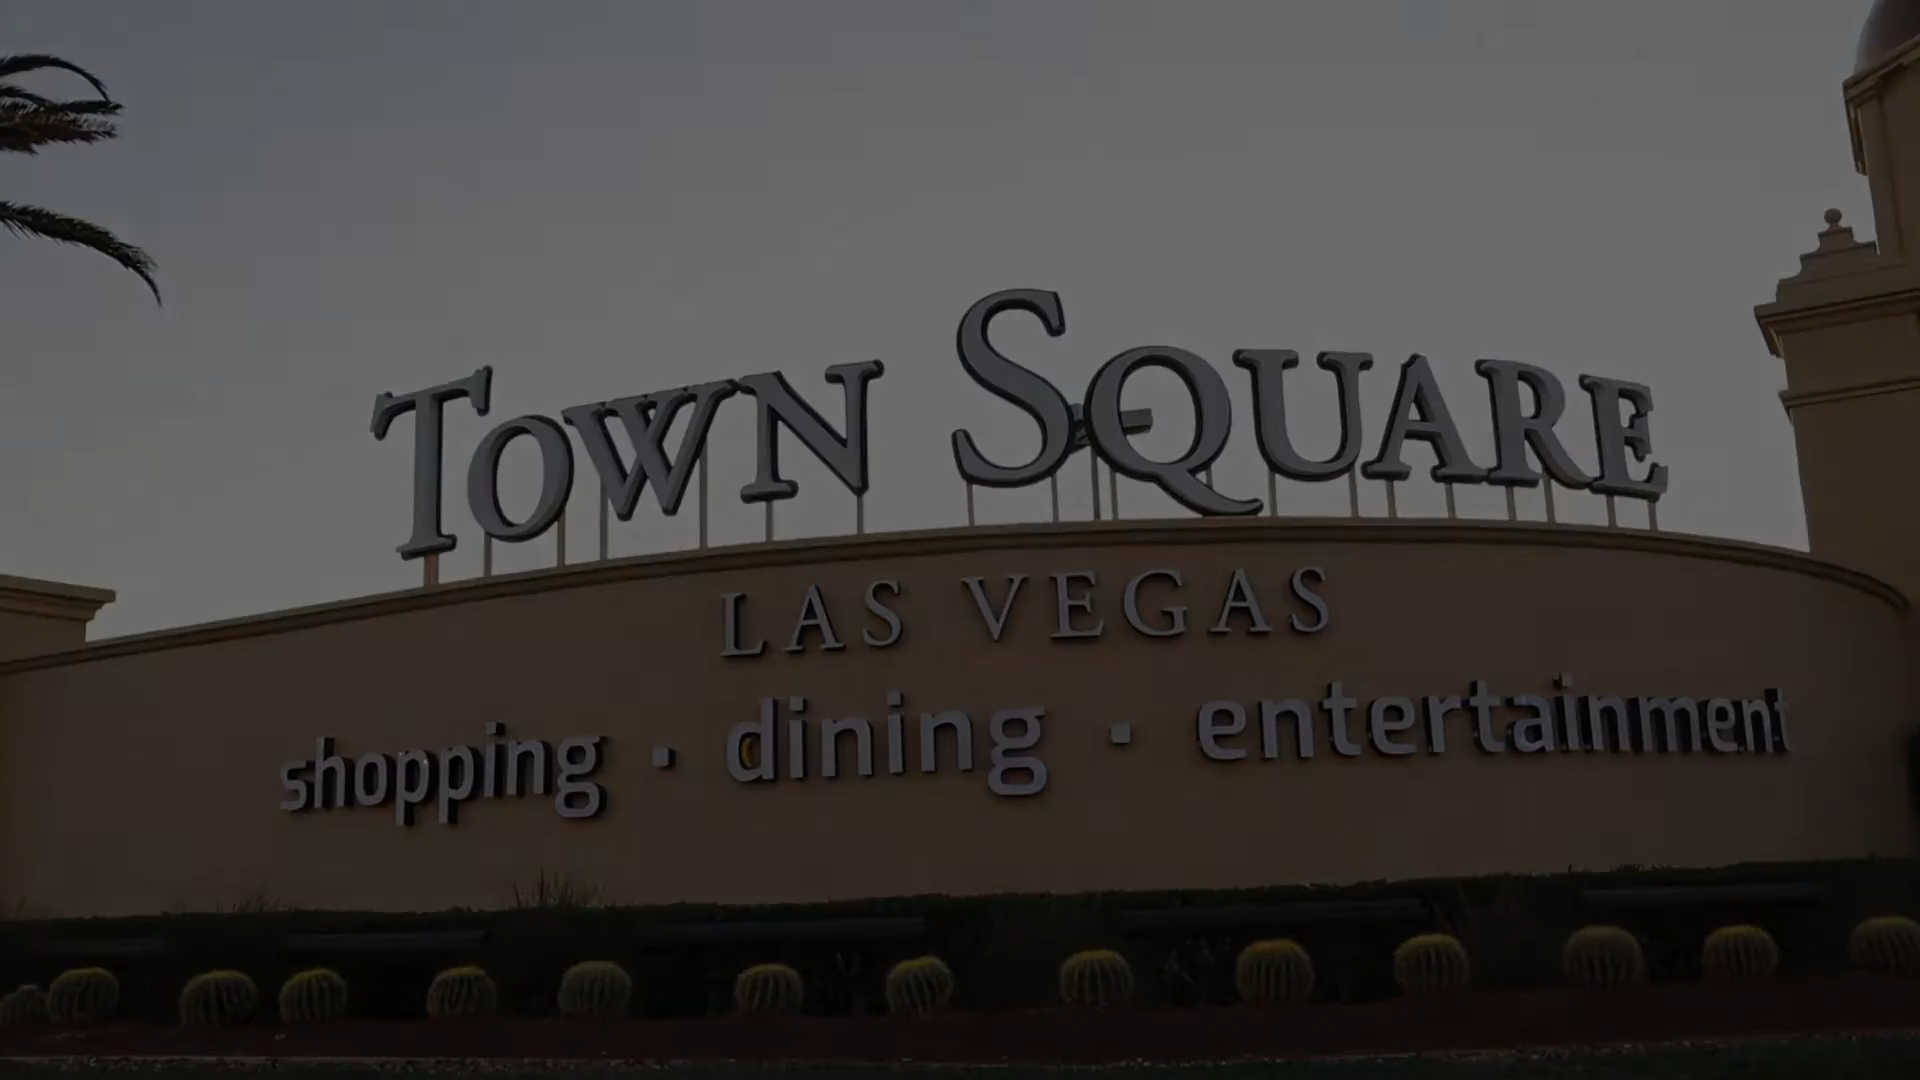 TOWN SQUARE
LAS VEGAS
shopping · dining · entertainment